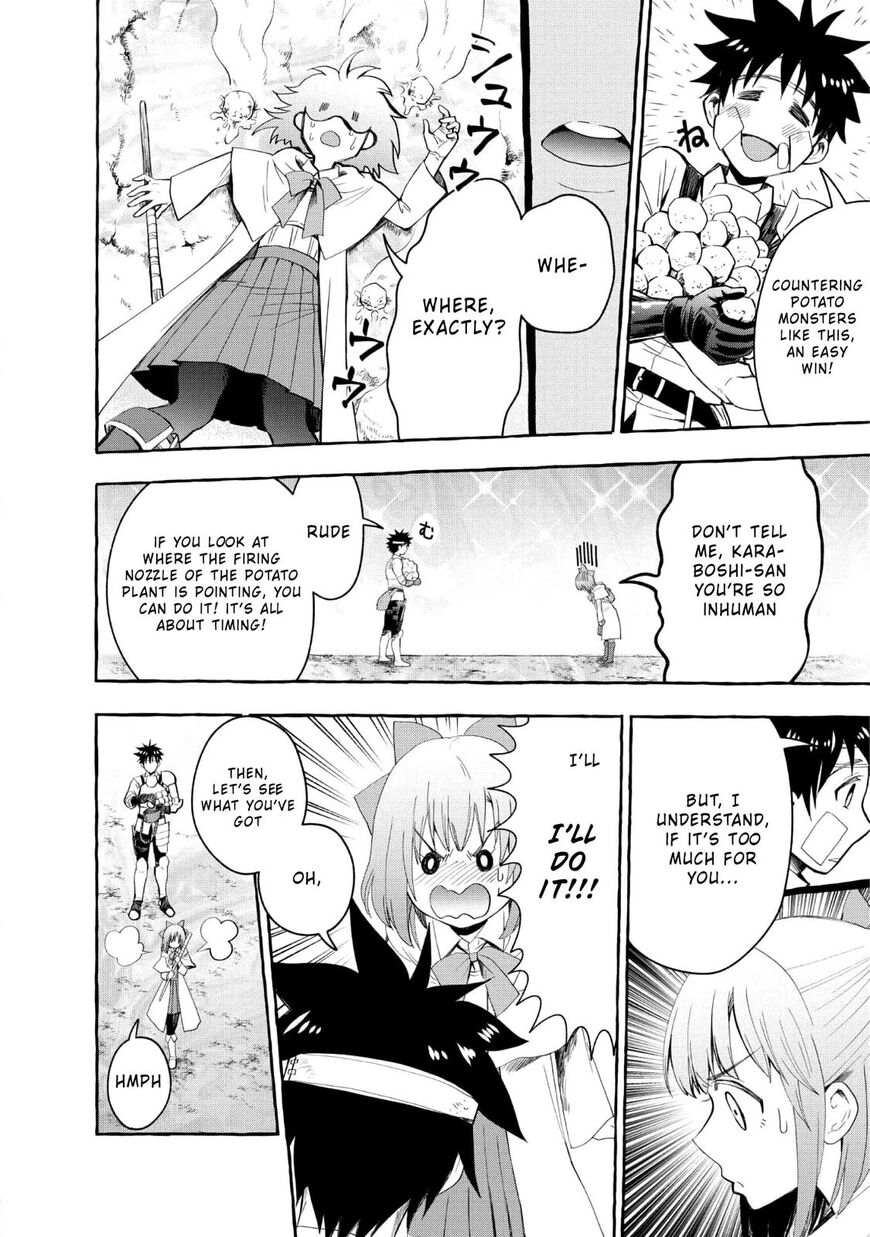 ね
COUNTERING
POTATO
MONSTERS
LIKE THIS,
AN EASY
WIN!
WHE-
WHERE,
EXACTLY?
シュウウゥウウ
DON'T TELL
ME, KARA-
BOSHI-SAN
YOU'RE SO
INHUMAN
む
RUDE
IF YOU LOOK AT
WHERE THE FIRING
NOZZLE OF THE POTATO
PLANT IS POINTING, YOU
CAN DO IT! IT'S ALL
ABOUT TIMING!
BUT, I
UNDERSTAND,
IF IT'S TOO
MUCH FOR
YOU...
I'LL
I'LL
DO
IT!!!
OH,
THEN,
LET'S SEE
WHAT YOU'VE
GOT
HMPH